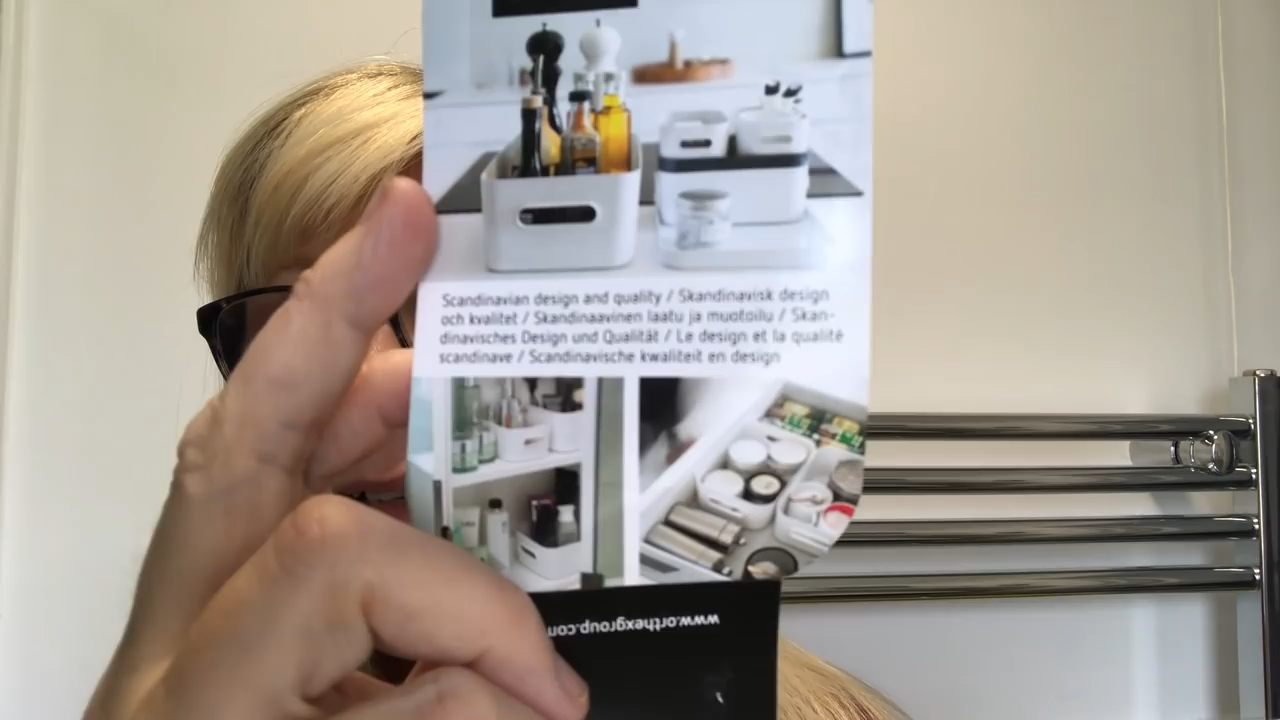 Scandinavian design and quality / Skandinavisk design
och kvalitet / Skandinaavinen laatu ja muotoilu / Skan-
dinavisches Design und Qualität / Le design et la qualité
scandinave / Scandinavische kwaliteit en design
www.orthexgroup.com